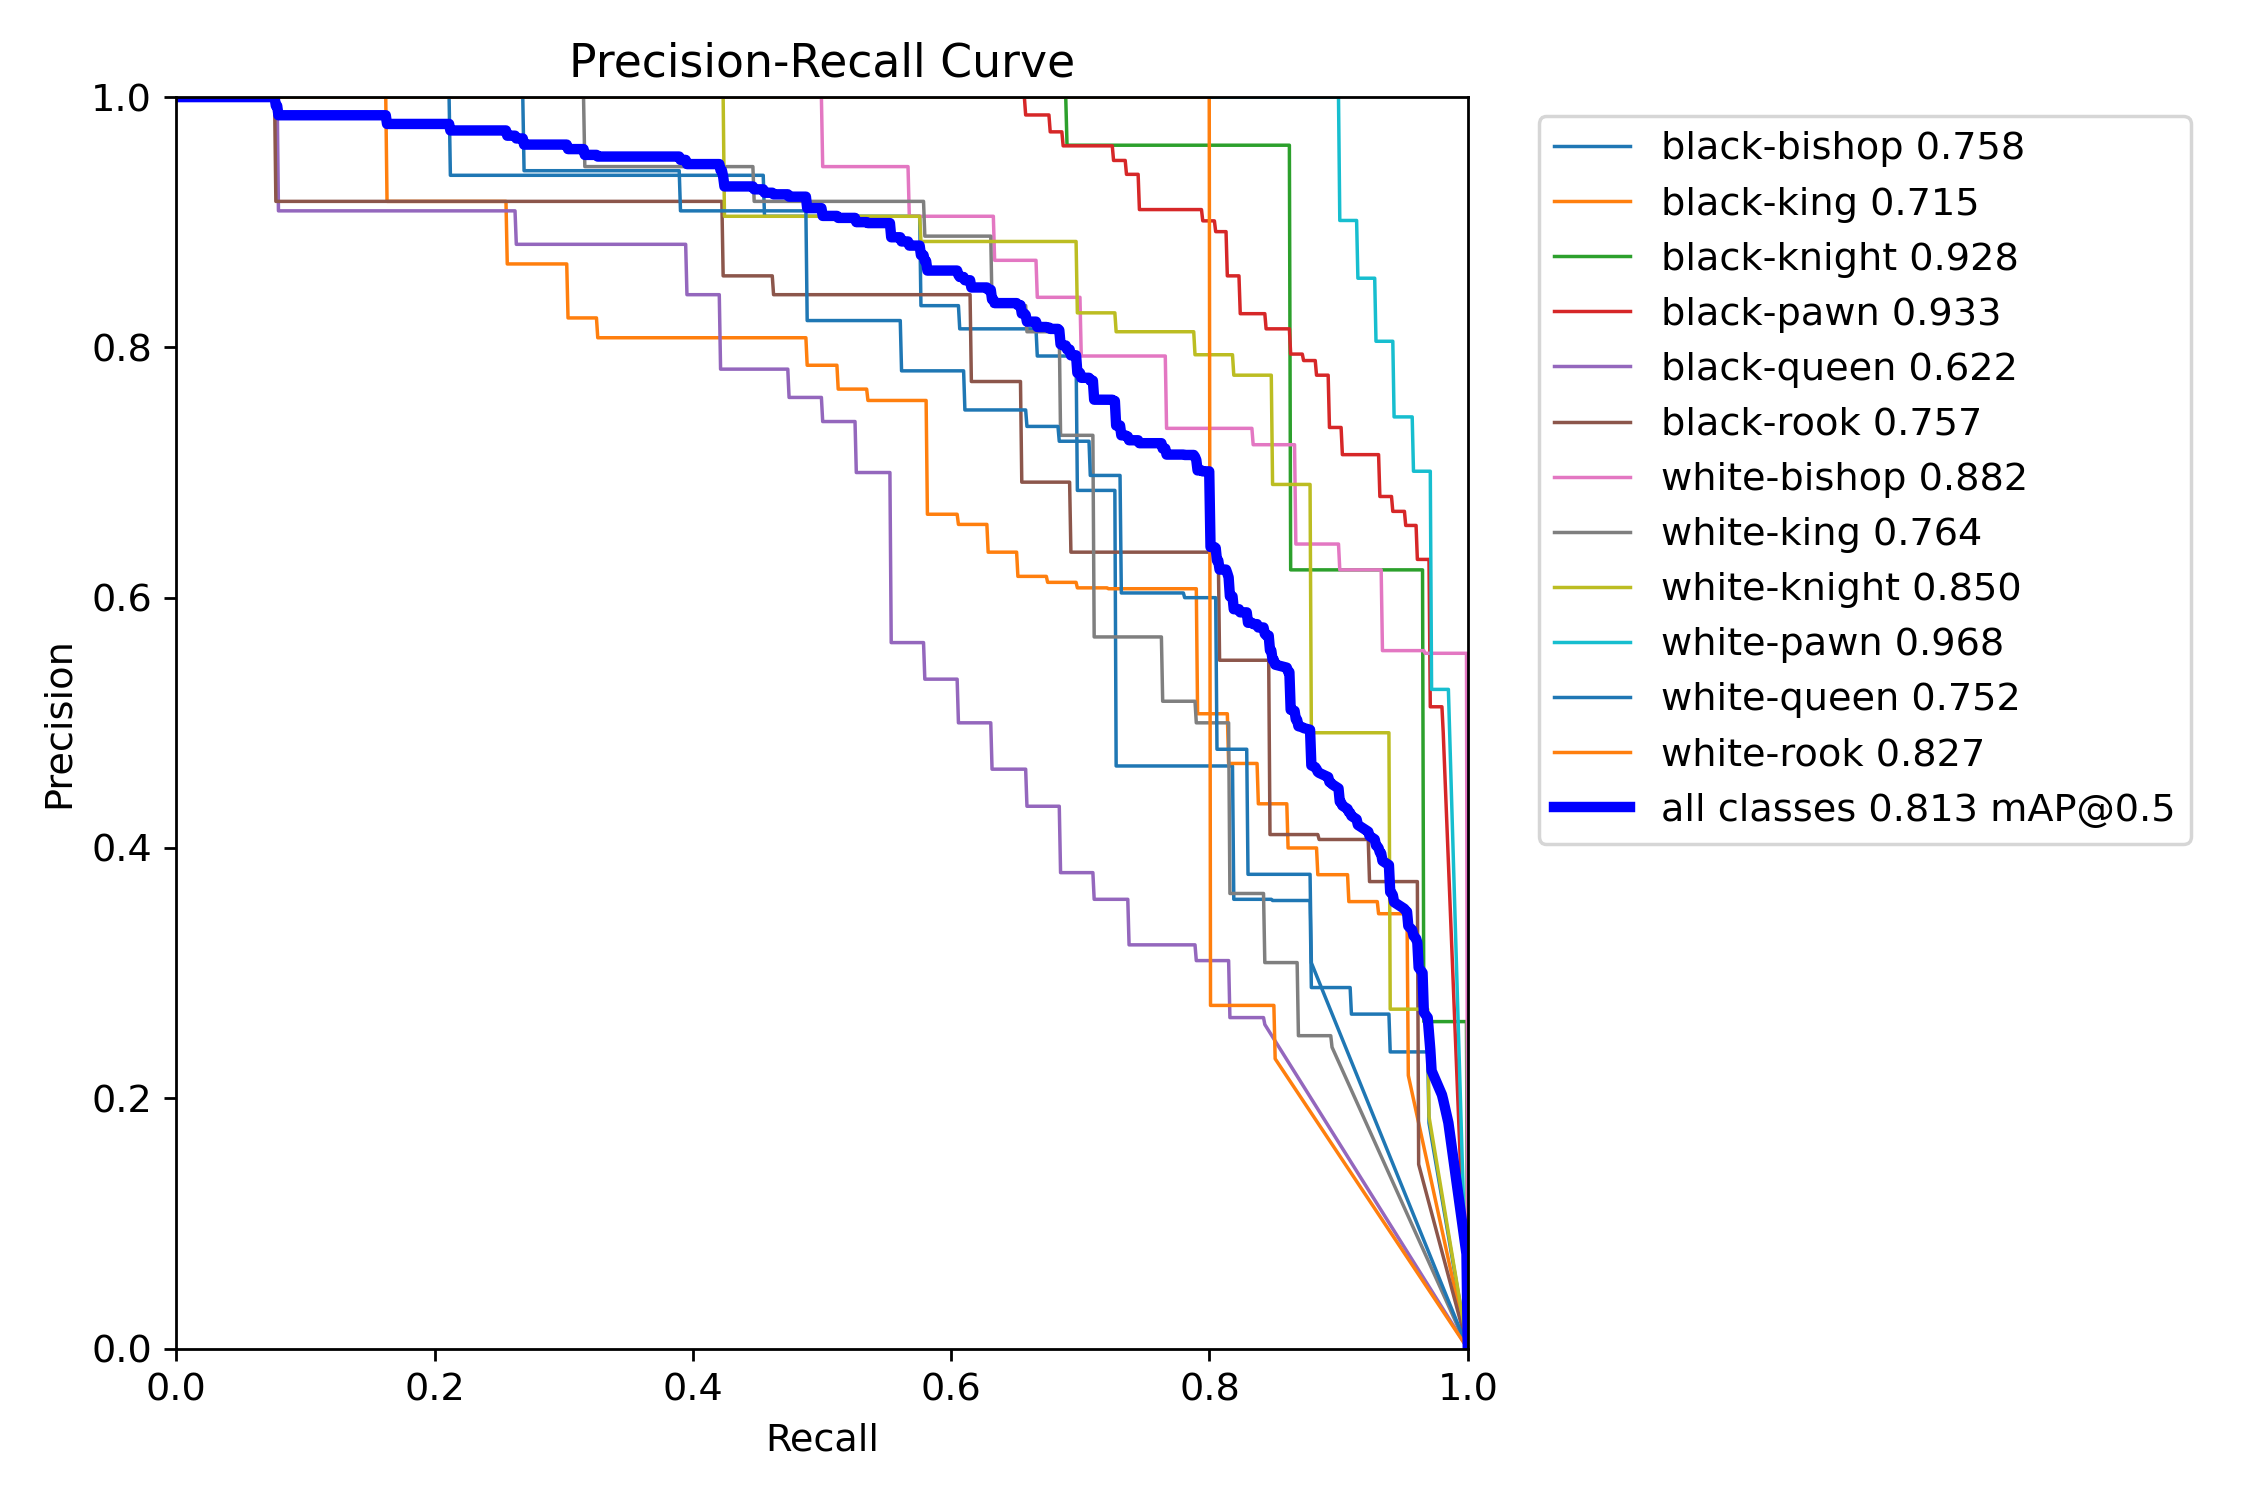 Precision-Recall Curve
1.0
0.8
0.6
0.4
0.2
0.0
Precision
0.0 0.2 0.4 0.6 0.8 1.0
Recall
black-bishop 0.758
black-king 0.715
black-knight 0.928
black-pawn 0.933
black-queen 0.622
black-rook 0.757
white-bishop 0.882
white-king 0.764
white-knight 0.850
white-pawn 0.968
white-queen 0.752
white-rook 0.827
all classes 0.813 mAP@0.5